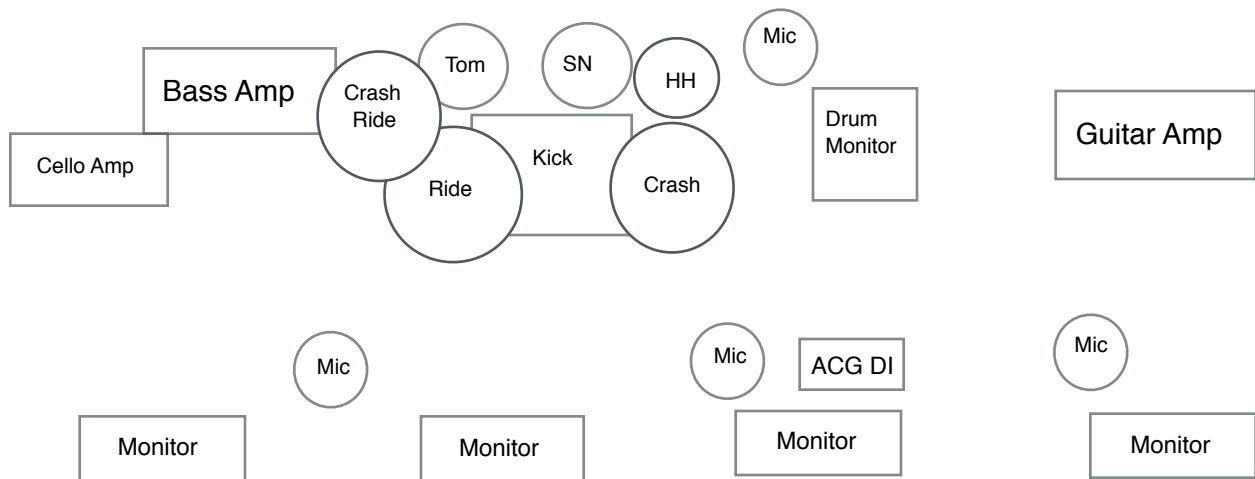 Mic
Tom
SN
HH
Bass Amp
Crash
Ride
Drum
Monitor
Guitar Amp
Cello Amp
Kick
Ride
Crash
Mic
Mic
ACG DI
Mic
Monitor
Monitor
Monitor
Monitor